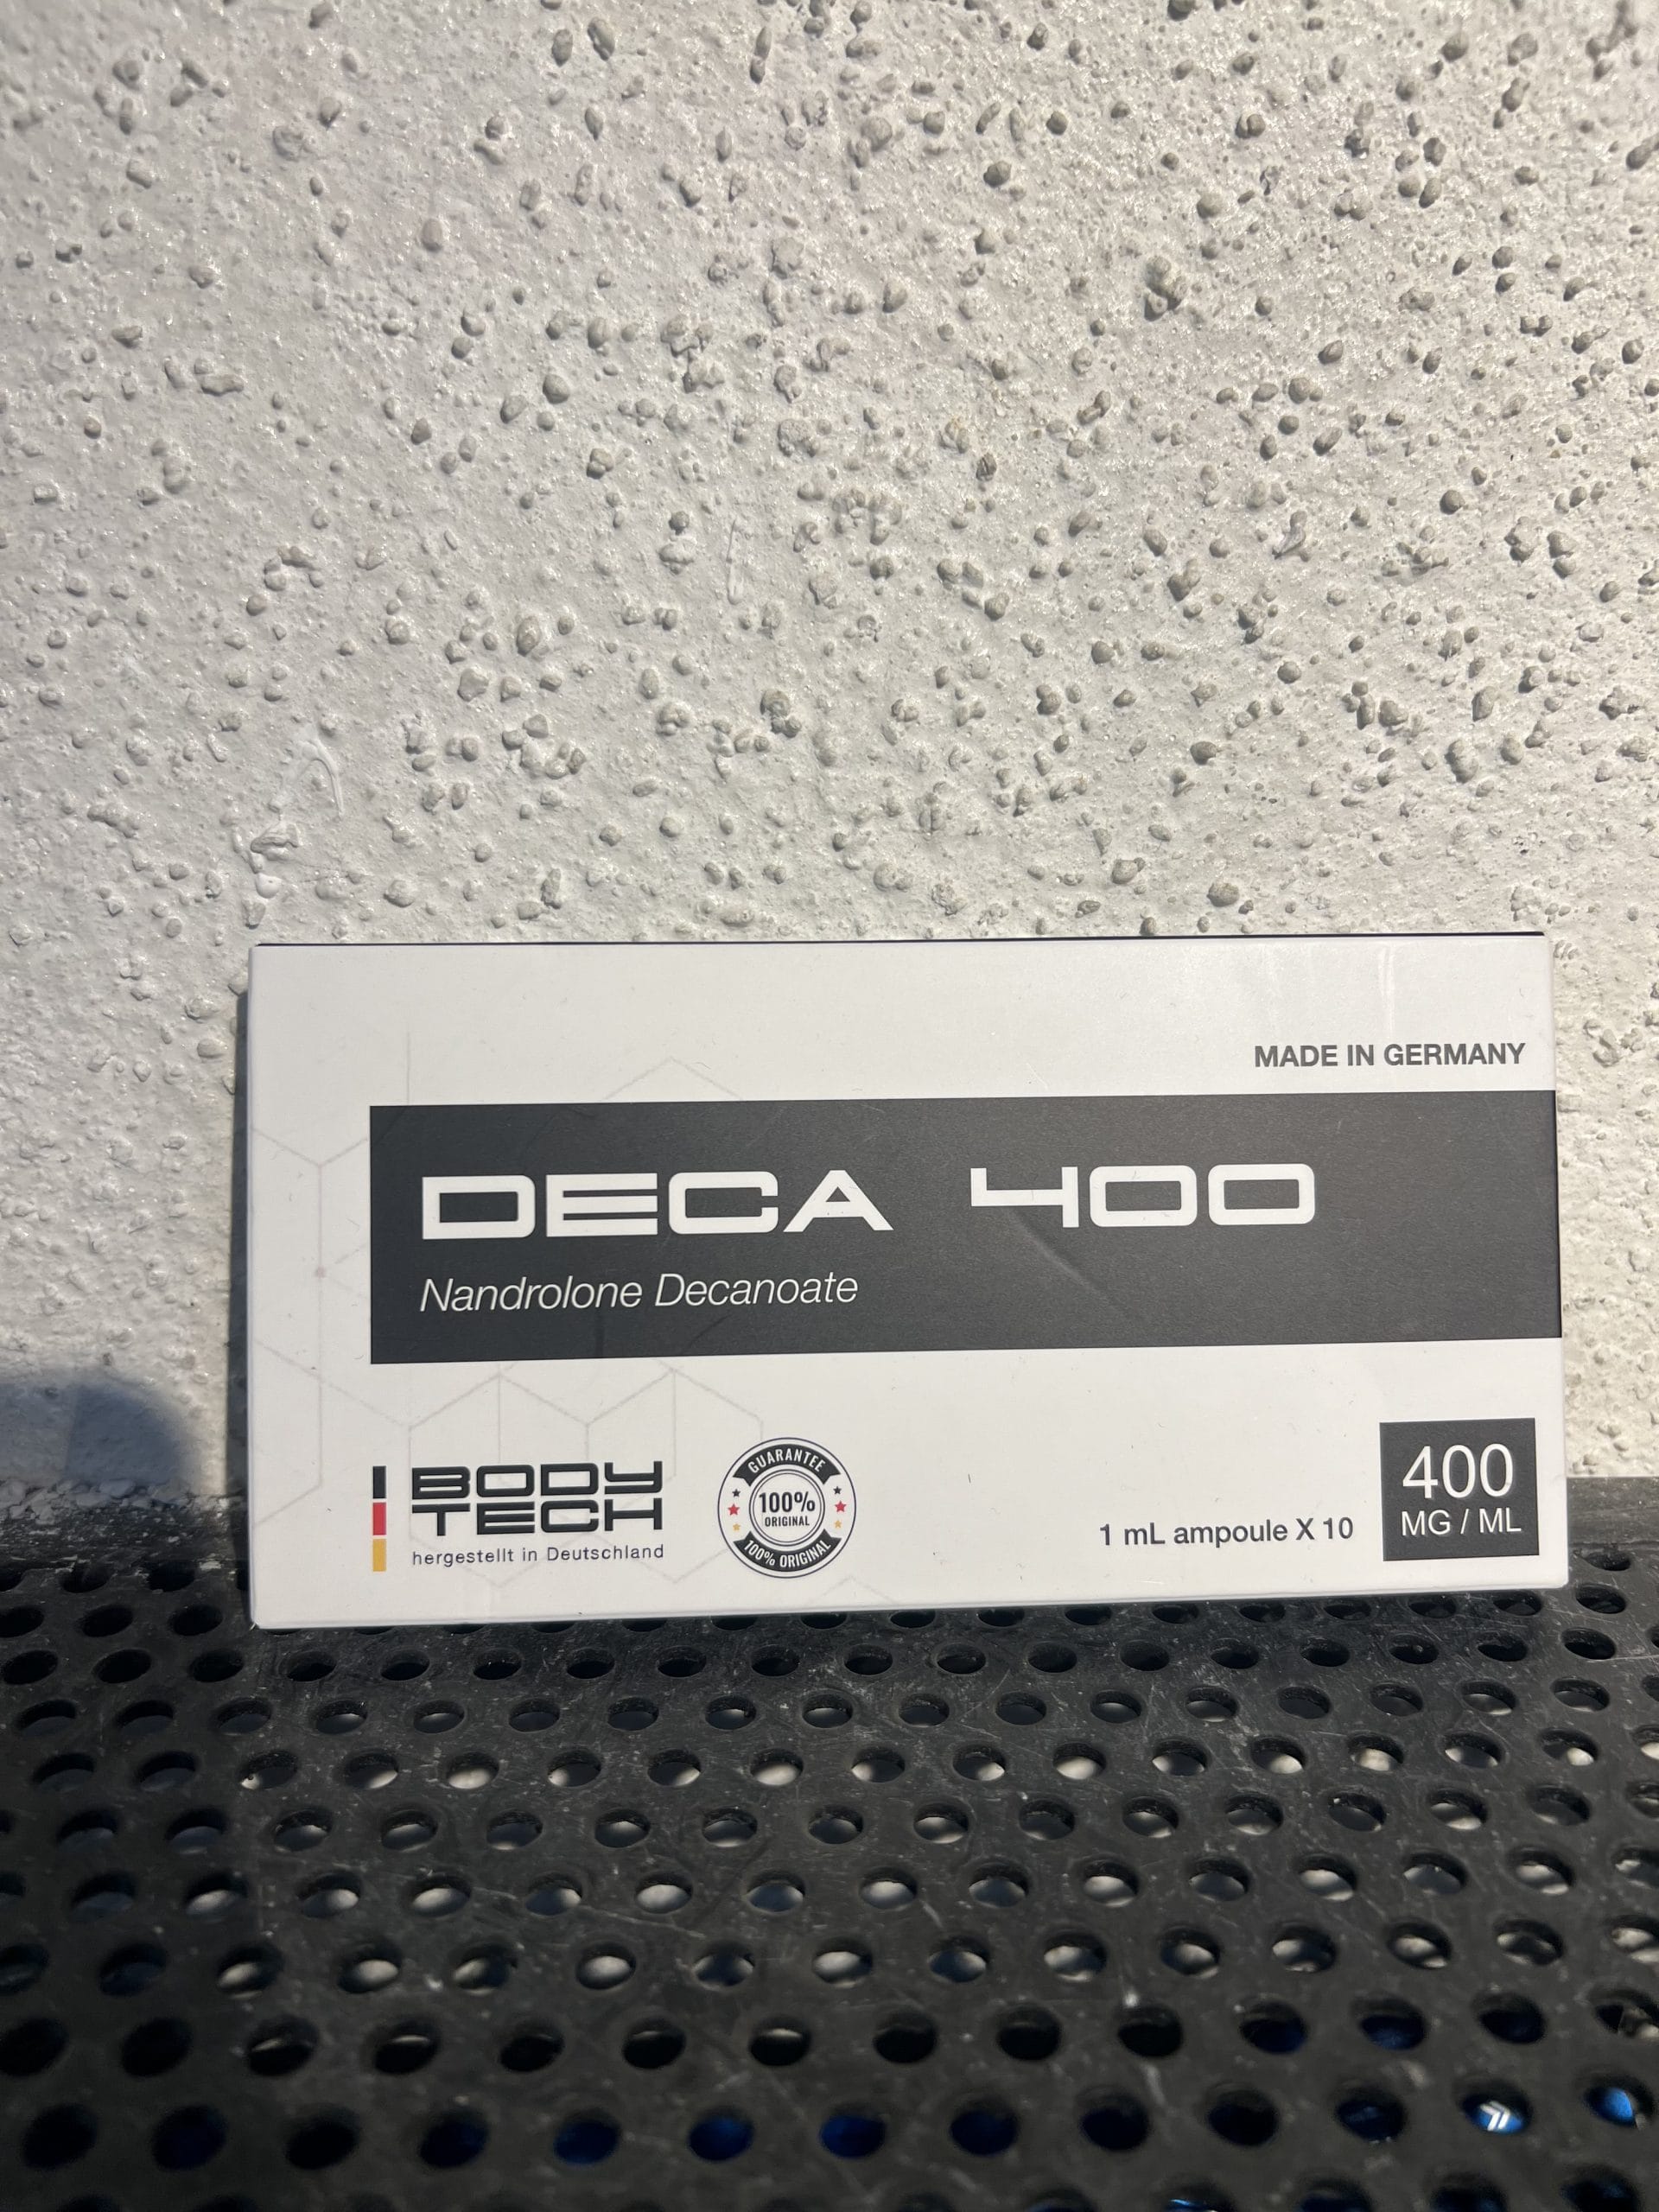 MADE IN GERMANY
DECA 400
Nandrolone Decanoate
BODY
TECH
hergestellt in Deutschland
GUARANTEE
100%
ORIGINAL
100% ORIGINAL
1 mL ampoule X 10
400
MG / ML